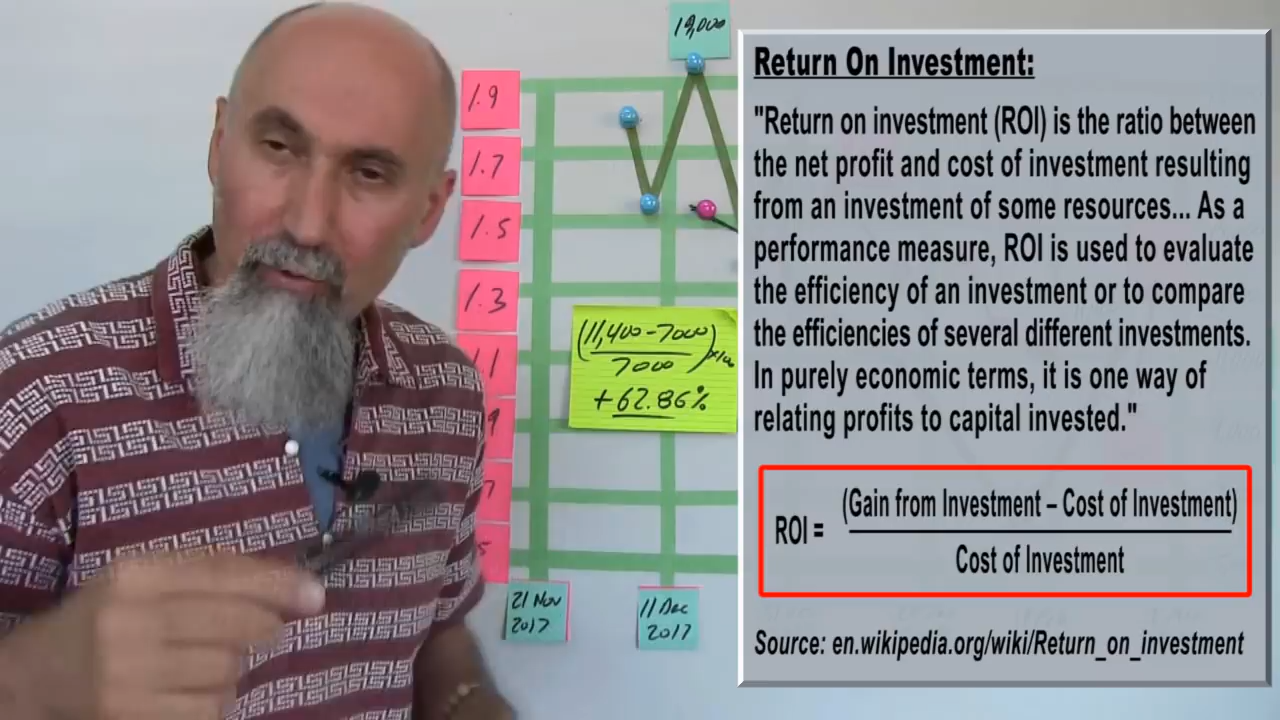 19,000
1.9
1.7
1.5
1.3
1
9
7
5
(11,400-7000)
7000
+62.86%
21 Nov
2017
11 Dec
2017
Return On Investment:
"Return on investment (ROI) is the ratio between
the net profit and cost of investment resulting
from an investment of some resources... As a
performance measure, ROI is used to evaluate
the efficiency of an investment or to compare
the efficiencies of several different investments.
In purely economic terms, it is one way of
relating profits to capital invested."
(Gain from Investment – Cost of Investment)
ROI =
Cost of Investment
Source: en.wikipedia.org/wiki/Return_on_investment